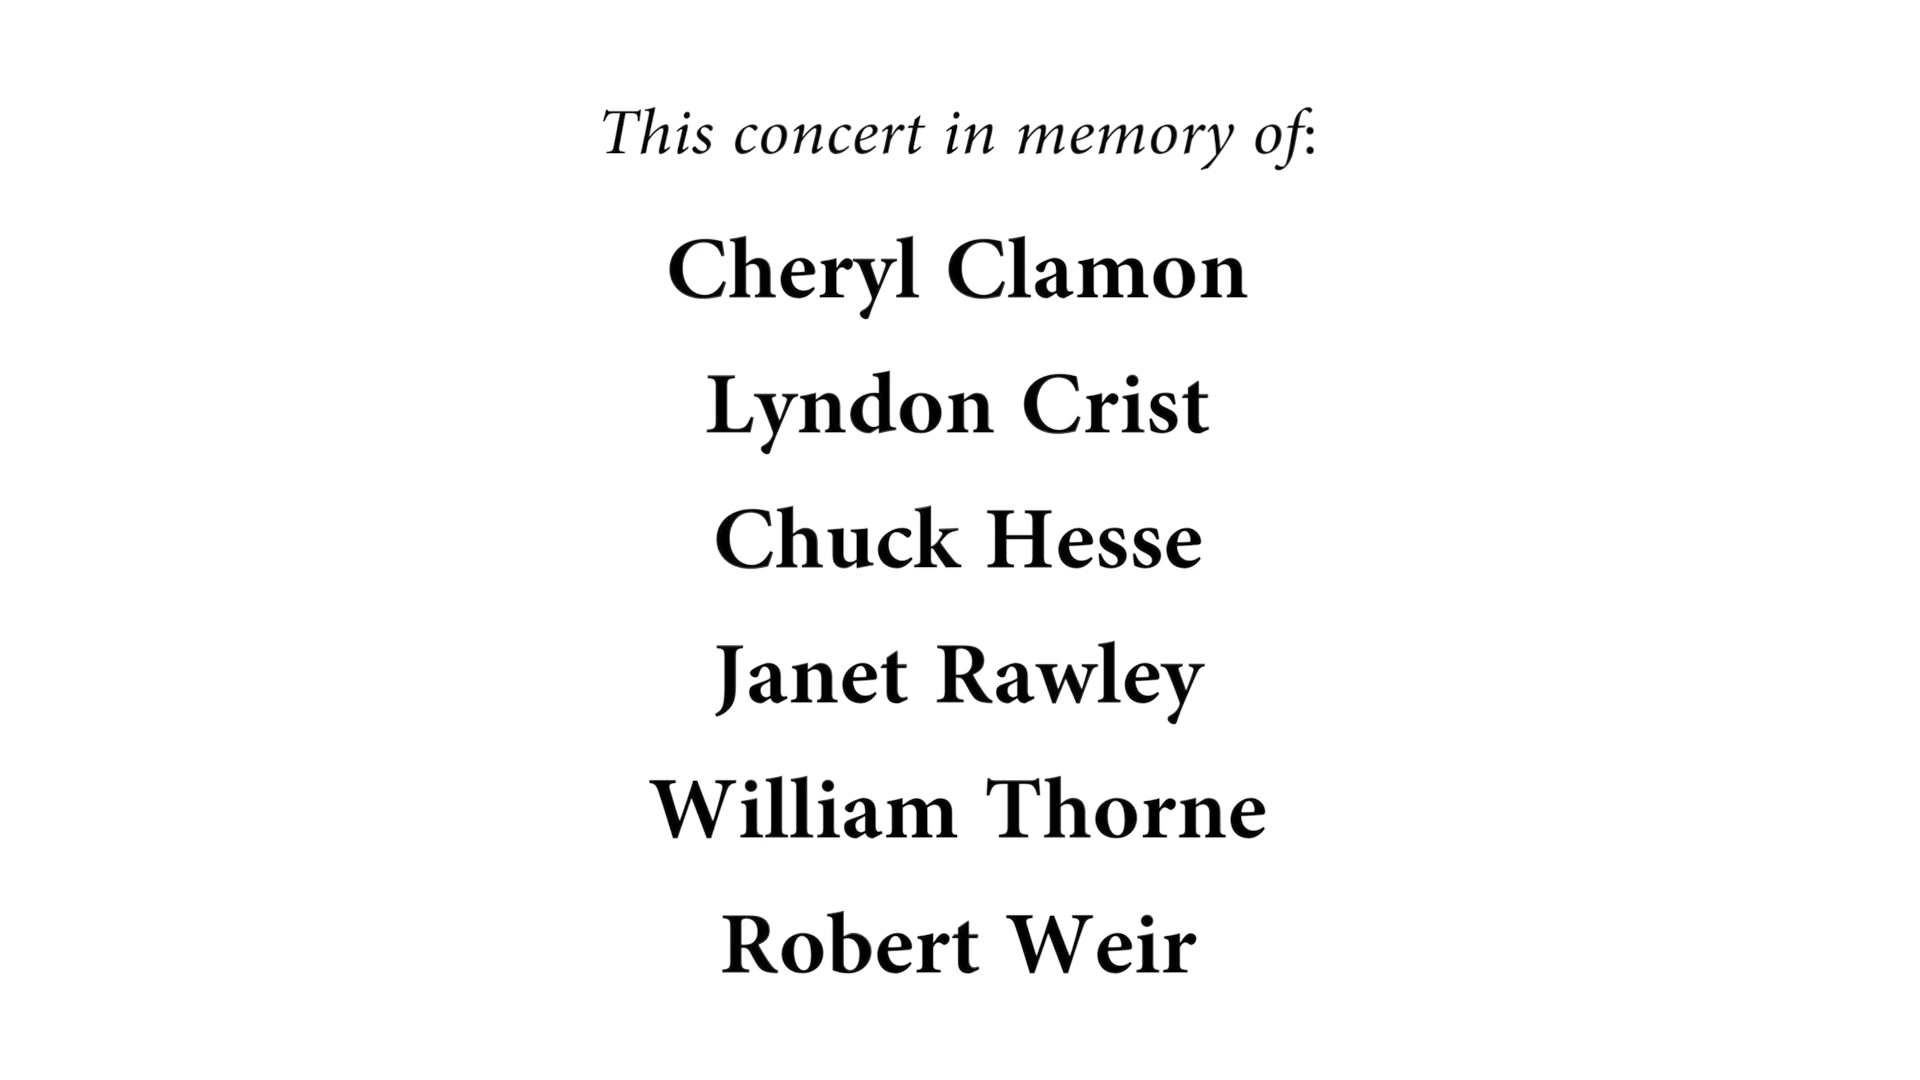 This concert in memory of:
Cheryl Clamon
Lyndon Crist
Chuck Hesse
Janet Rawley
William Thorne
Robert Weir